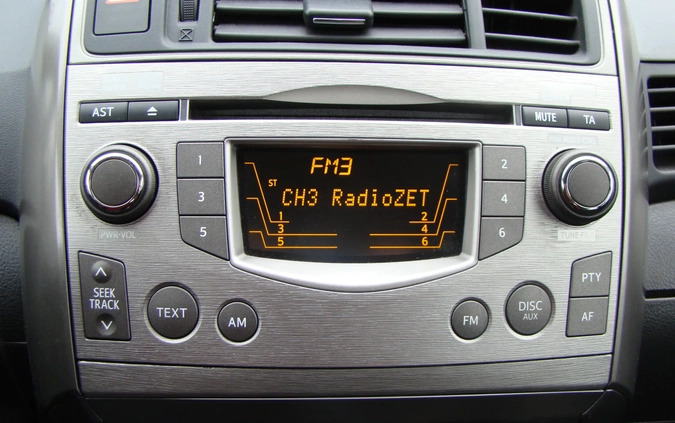 AST
MUTE TA
1
3
5
FM3
ST
CH3 RadioZET
1 2
3 4
5 6
2
4
6
PWR·VOL
SEEK
TRACK
TEXT
AM
FM
DISC
AUX
PTY
AF